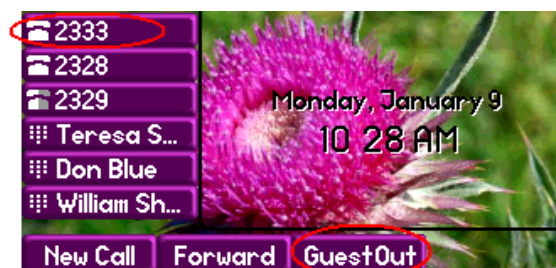 2333
2328
2329
Teresa S...
Don Blue
William Sh...
Monday, January 9
10 28 AM
New Call
Forward
GuestOut